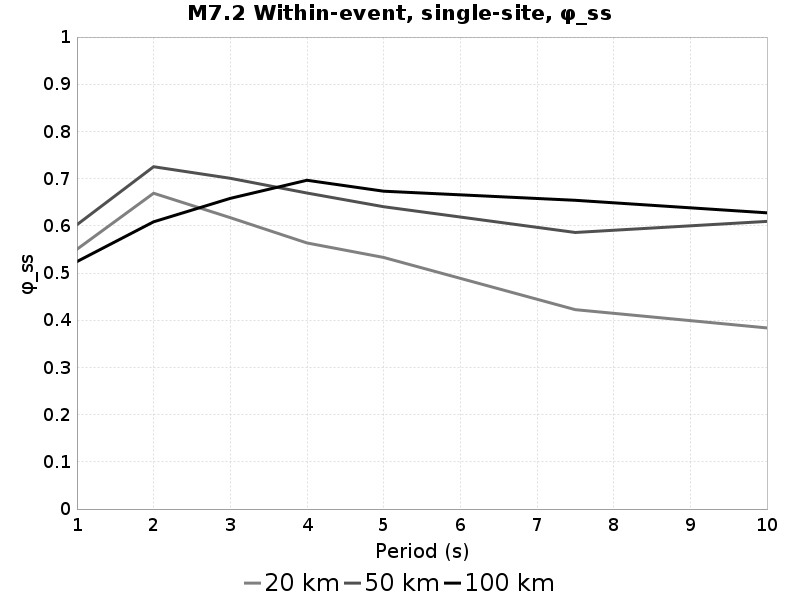 M7.2 Within-event, single-site, φ_ss
1
0.9
0.8
0.7
0.6
0.5
0.4
0.3
0.2
0.1
0
φ_ss
1 2 3 4 5 6 7 8 9 10
Period (s)
20 km 50 km 100 km